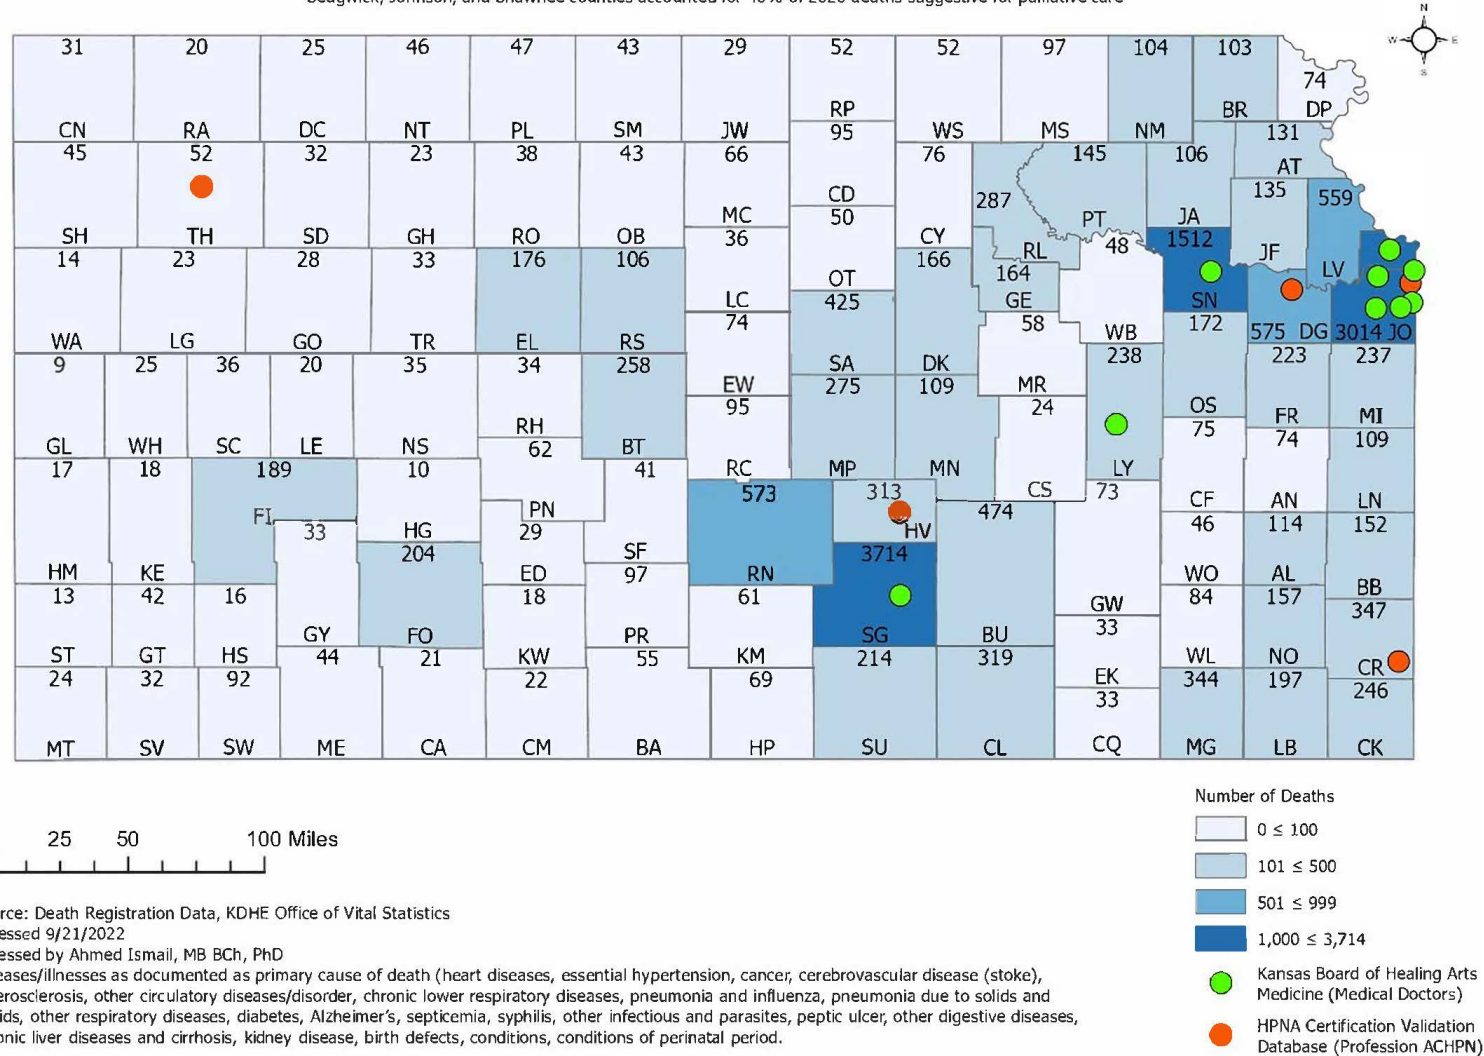 Sedgwick, Johnson, and Shawnee counties accounted for 48% of 2020 deaths suggestive for palliative care
N
W E
S
31 20 25 46 47 43 29 52 52 97 104 103 74
CN RA DC NT PL SM JW RP WS MS NM BR DP
45 52 32 23 38 43 66 95 76 287 145 106 131 135 559
SH TH SD GH RO OB MC CD CY RL PT JA AT JF LV
14 23 28 33 176 106 36 50 166 164 48 1512 575 3014
WA LG GO TR EL RS LC OT DK GE WB SN DG JO
9 25 36 20 35 34 258 74 425 58 238 172 223 237
GL WH SC LE NS RH BT EW SA MR LY OS FR MI
17 18 189 10 62 41 95 275 109 24 75 74 109
HM KE FI HG PN SF RC MP MN CS CF AN LN
33 204 29 573 313 474 73 46 114 152
GY FO ED RN HV BU GW WO AL BB
13 42 16 18 97 61 3714 33 84 157 347
ST GT HS KW PR KM SG EK WL NO CR
24 32 92 44 21 22 55 69 214 319 33 344 197 246
MT SV SW ME CA CM BA HP SU CL CQ MG LB CK
25 50 100 Miles
Number of Deaths
0 ≤ 100
101 ≤ 500
501 ≤ 999
1,000 ≤ 3,714
Kansas Board of Healing Arts
Medicine (Medical Doctors)
HPNA Certification Validation
Database (Profession ACHPN)
rce: Death Registration Data, KDHE Office of Vital Statistics
essed 9/21/2022
essed by Ahmed Ismail, MB BCh, PhD
eases/illnesses as documented as primary cause of death (heart diseases, essential hypertension, cancer, cerebrovascular disease (stoke),
erosclerosis, other circulatory diseases/disorder, chronic lower respiratory diseases, pneumonia and influenza, pneumonia due to solids and
ids, other respiratory diseases, diabetes, Alzheimer's, septicemia, syphilis, other infectious and parasites, peptic ulcer, other digestive diseases,
onic liver diseases and cirrhosis, kidney disease, birth defects, conditions, conditions of perinatal period.